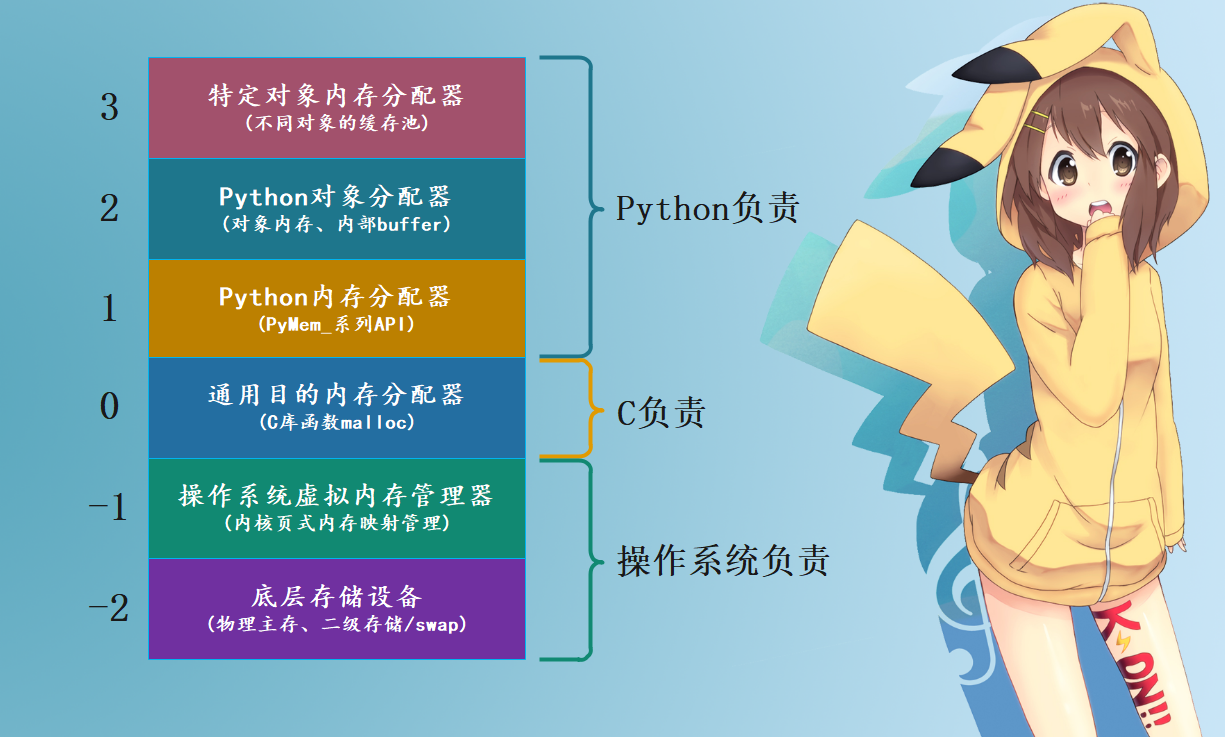 3
特定对象内存分配器
(不同对象的缓存池)
2
Python对象分配器
(对象内存、内部buffer)
1
Python内存分配器
(PyMem_系列API)
Python负责
0
通用目的内存分配器
(C库函数malloc)
C负责
-1
操作系统虚拟内存管理器
(内核页式内存映射管理)
-2
底层存储设备
(物理主存、二级存储/swap)
操作系统负责
K⚡ON!!